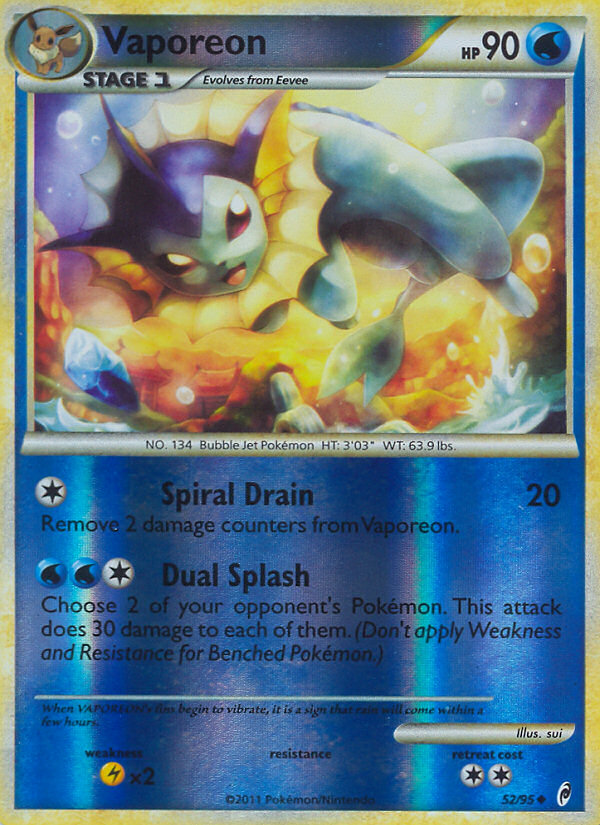 Vaporeon
HP 90
STAGE 1
Evolves from Eevee
NO. 134 Bubble Jet Pokémon HT: 3'03" WT: 63.9 lbs.
Spiral Drain 20
Remove 2 damage counters from Vaporeon.
Dual Splash
Choose 2 of your opponent's Pokémon. This attack
does 30 damage to each of them. (Don't apply Weakness
and Resistance for Benched Pokémon.)
When VAPOREON's fins begin to vibrate, it is a sign that rain will come within a
few hours.
Illus. sui
weakness resistance retreat cost
x2
©2011 Pokémon/Nintendo 52/95